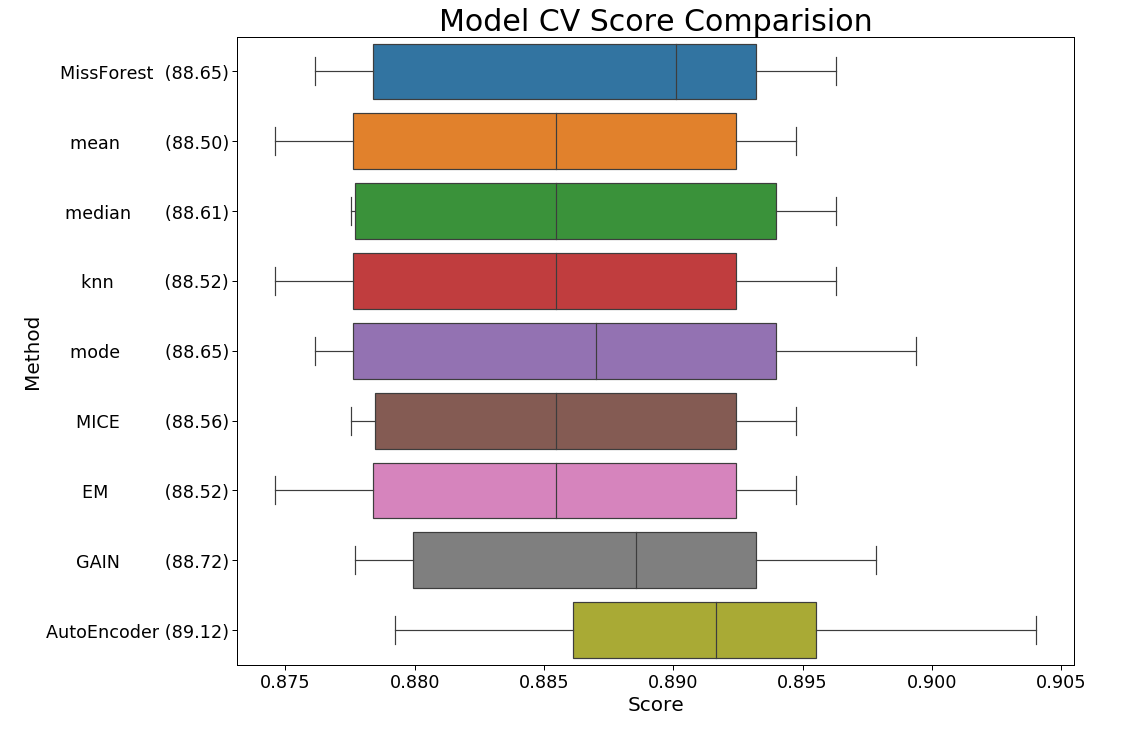 Model CV Score Comparision
MissForest (88.65)
mean (88.50)
median (88.61)
knn (88.52)
mode (88.65)
MICE (88.56)
EM (88.52)
GAIN (88.72)
AutoEncoder (89.12)
Method
0.875 0.880 0.885 0.890 0.895 0.900 0.905
Score